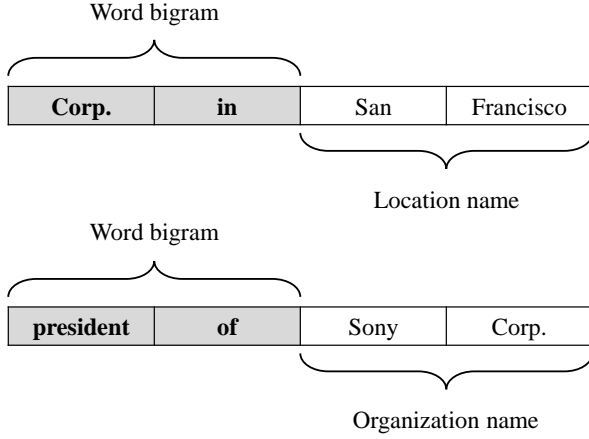 Word bigram
Corp. in San Francisco
Location name
Word bigram
president of Sony Corp.
Organization name